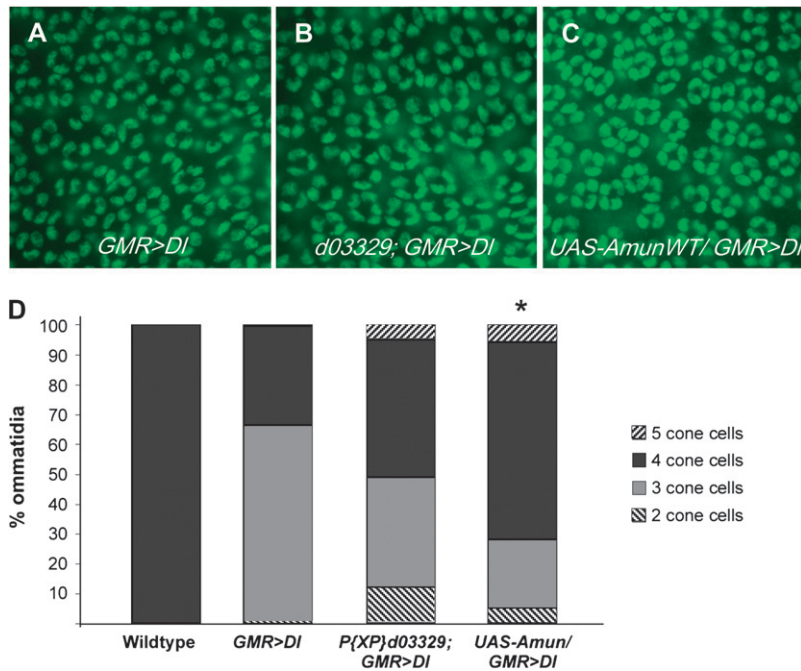 A
B
C
GMR>Dl
d03329; GMR>Dl
UAS-AmunWT/ GMR>Dl
D
*
% ommatidia
100
90
80
70
60
50
40
30
20
10
5 cone cells
4 cone cells
3 cone cells
2 cone cells
Wildtype
GMR>Dl
P{XP}d03329;
GMR>Dl
UAS-Amun/
GMR>Dl